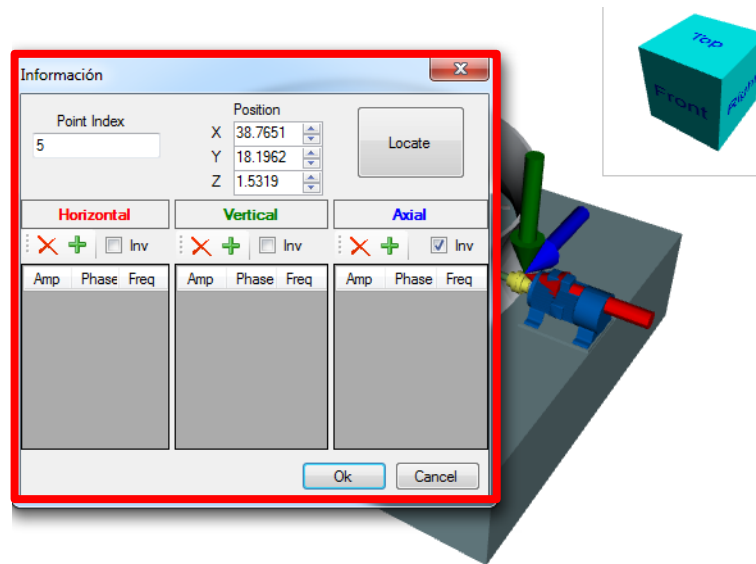 Información
Point Index
5
Position
X 38.7651
Y 18.1962
Z 1.5319
Locate
Horizontal
Vertical
Axial
Inv
Inv
Inv
Amp Phase Freq
Amp Phase Freq
Amp Phase Freq
Ok
Cancel
Top
Front
Right